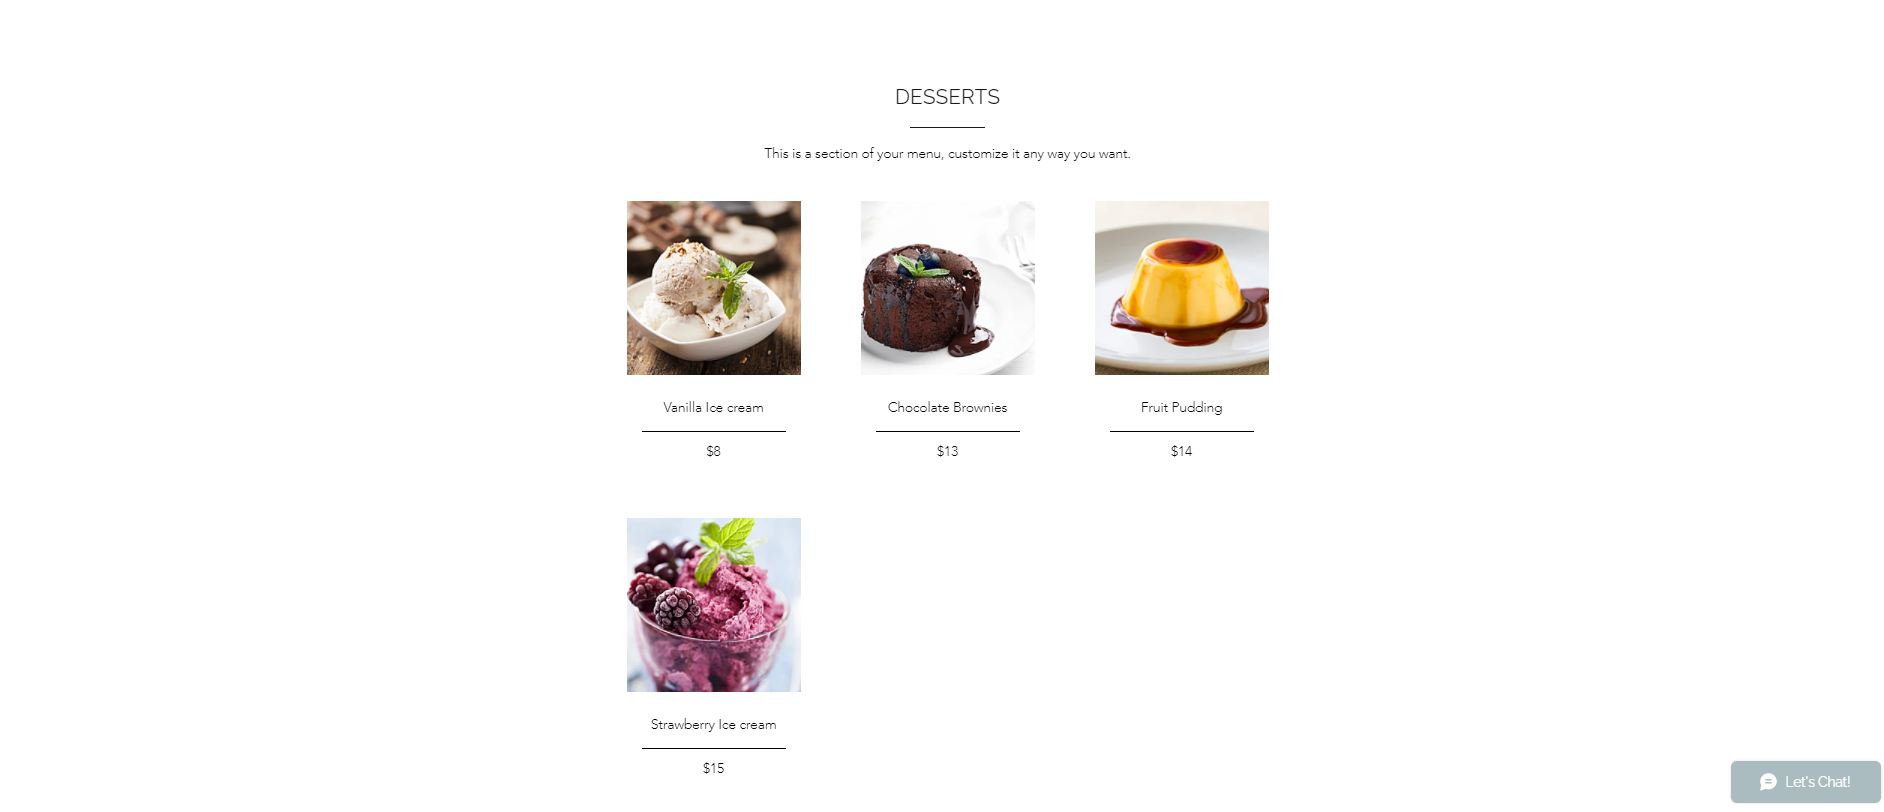 DESSERTS
This is a section of your menu, customize it any way you want.
Vanilla Ice cream
$8
Chocolate Brownies
$13
Fruit Pudding
$14
Strawberry Ice cream
$15
Let's Chat!